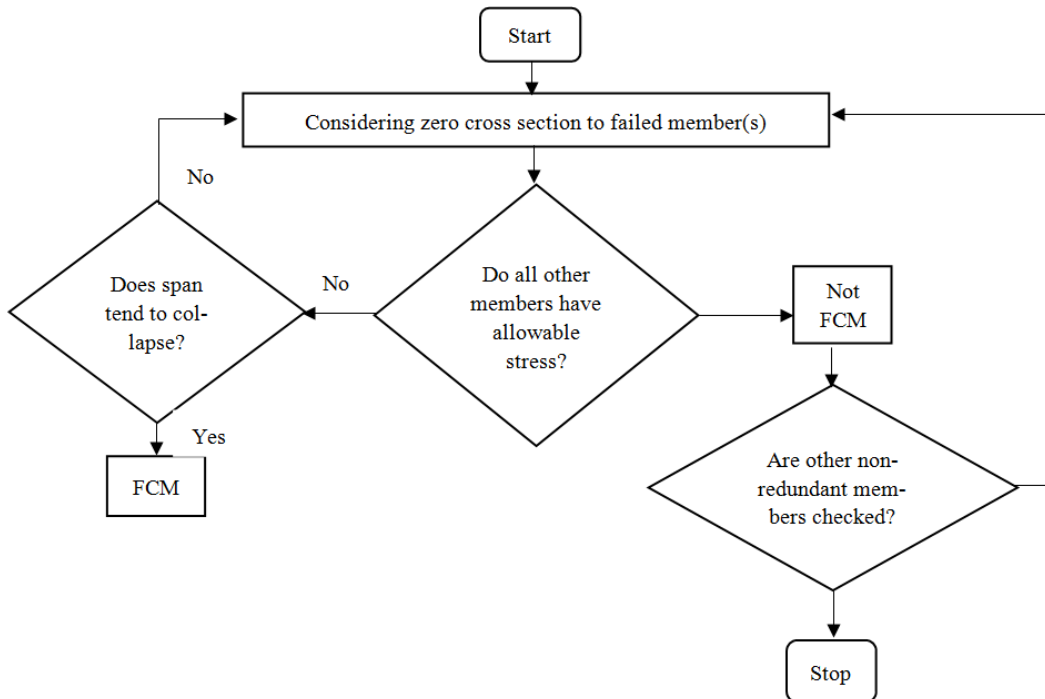 Start
Considering zero cross section to failed member(s)
No
Does span
tend to col-
lapse?
No
Do all other
members have
allowable
stress?
Not
FCM
Yes
FCM
Are other non-
redundant mem-
bers checked?
Stop